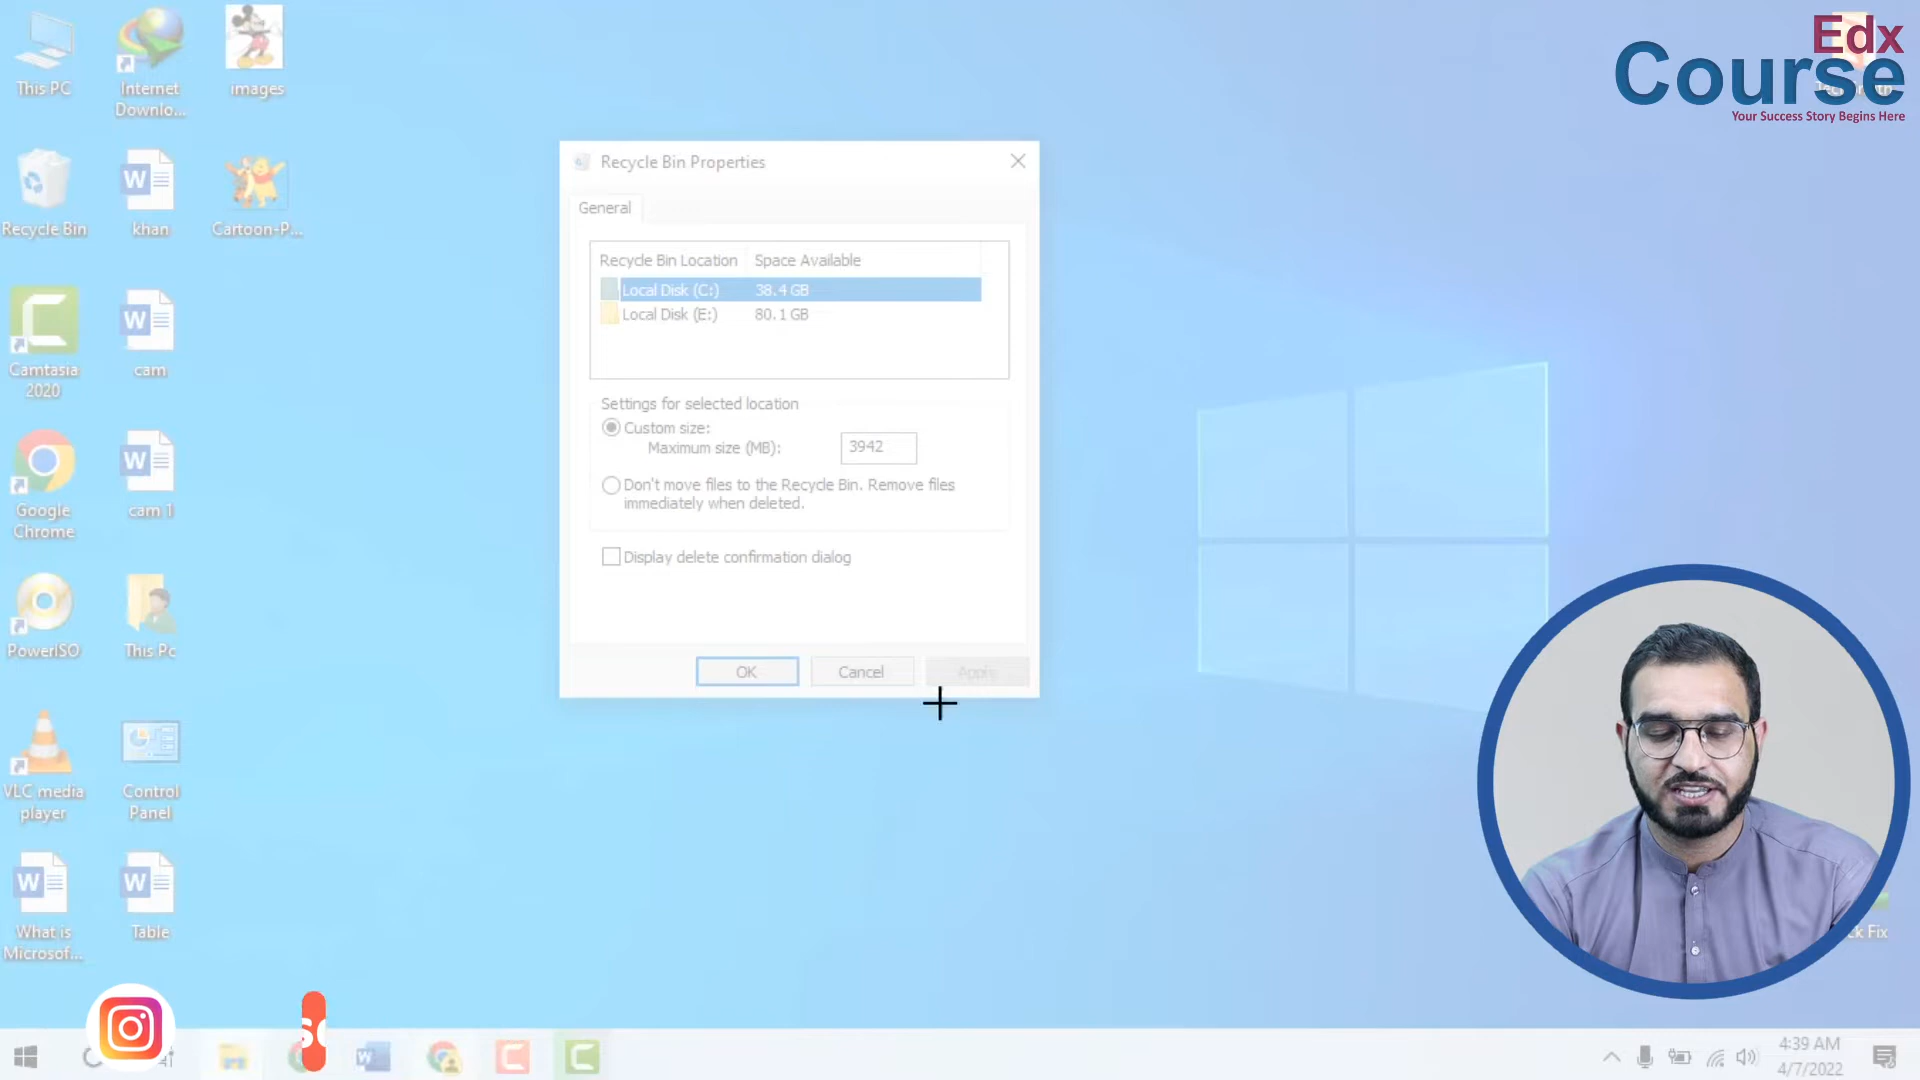 Edx
Course
Your Success Story Begins Here
This PC
Internet
Downlo...
images
Recycle Bin
khan
Cartoon-P...
Camtasia
2020
cam
Google
Chrome
cam 1
PowerISO
This Pc
VLC media
player
Control
Panel
What is
Microsof...
Table
Recycle Bin Properties
General
Recycle Bin Location Space Available
Local Disk (C:) 38.4 GB
Local Disk (E:) 80.1 GB
Settings for selected location
Custom size:
Maximum size (MB): 3942
Don't move files to the Recycle Bin. Remove files
immediately when deleted.
Display delete confirmation dialog
OK Cancel Apply
ck Fix
4:39 AM
4/7/2022